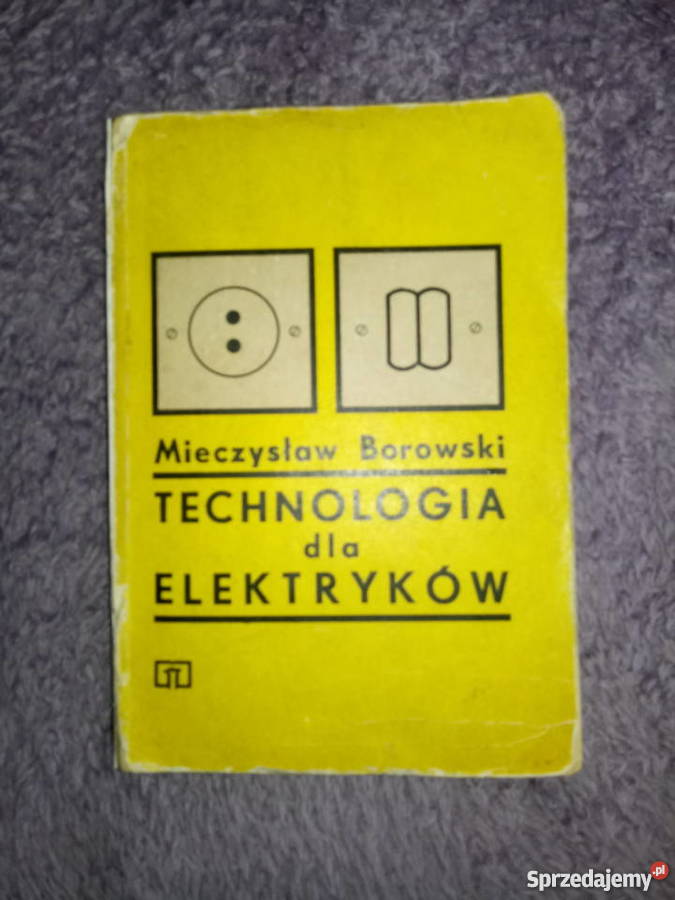 Mieczysław Borowski
TECHNOLOGIA
dla
ELEKTRYKÓW
Sprzedajemy.pl